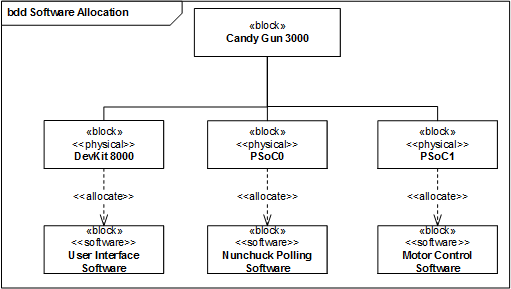 bdd Software Allocation
«block»
Candy Gun 3000
«block»
<<physical>>
DevKit 8000
«block»
<<physical>>
PSoC0
«block»
<<physical>>
PSoC1
<<allocate>>
<<allocate>>
<<allocate>>
«block»
<<software>>
User Interface
Software
«block»
<<software>>
Nunchuck Polling
Software
«block»
<<software>>
Motor Control
Software